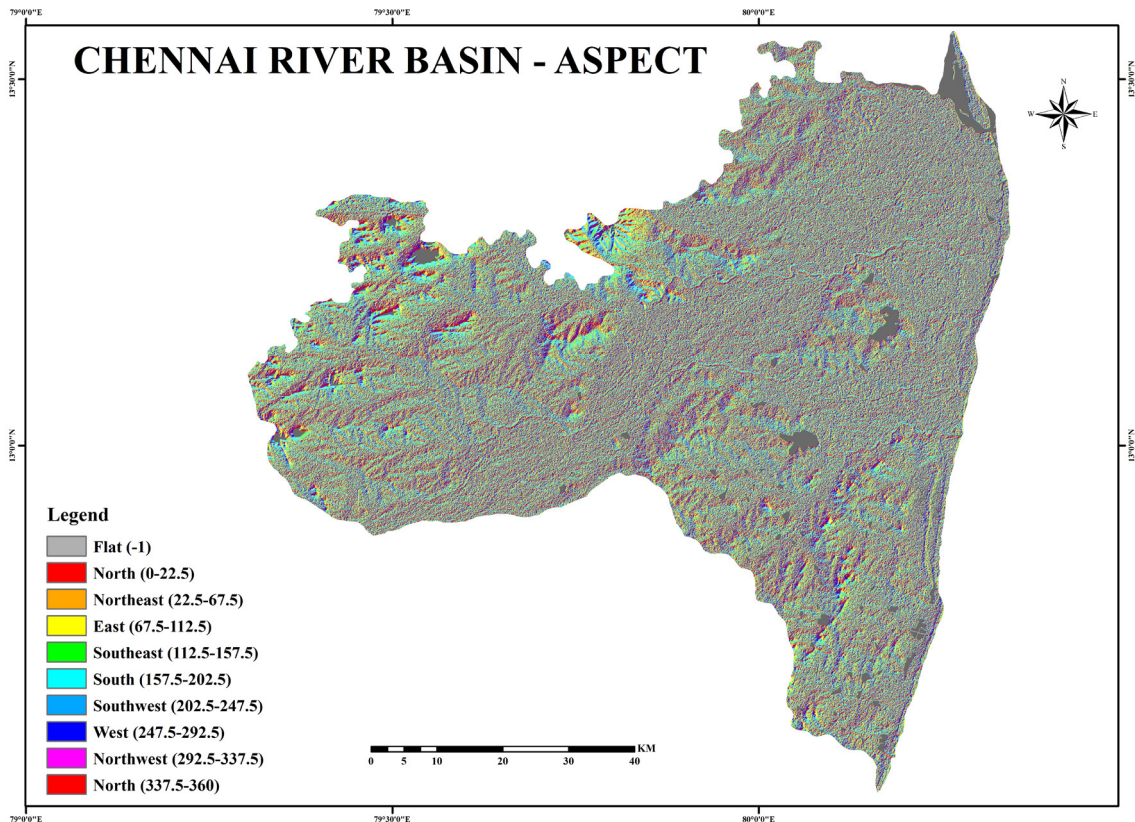 79°0'0"E
79°30'0"E
80°0'0"E
CHENNAI RIVER BASIN - ASPECT
13°30'0"N
13°30'0"N
N
W
E
S
13°0'0"N
13°0'0"N
Legend
Flat (-1)
North (0-22.5)
Northeast (22.5-67.5)
East (67.5-112.5)
Southeast (112.5-157.5)
South (157.5-202.5)
Southwest (202.5-247.5)
West (247.5-292.5)
Northwest (292.5-337.5)
North (337.5-360)
KM
0 5 10 20 30 40
79°0'0"E
79°30'0"E
80°0'0"E